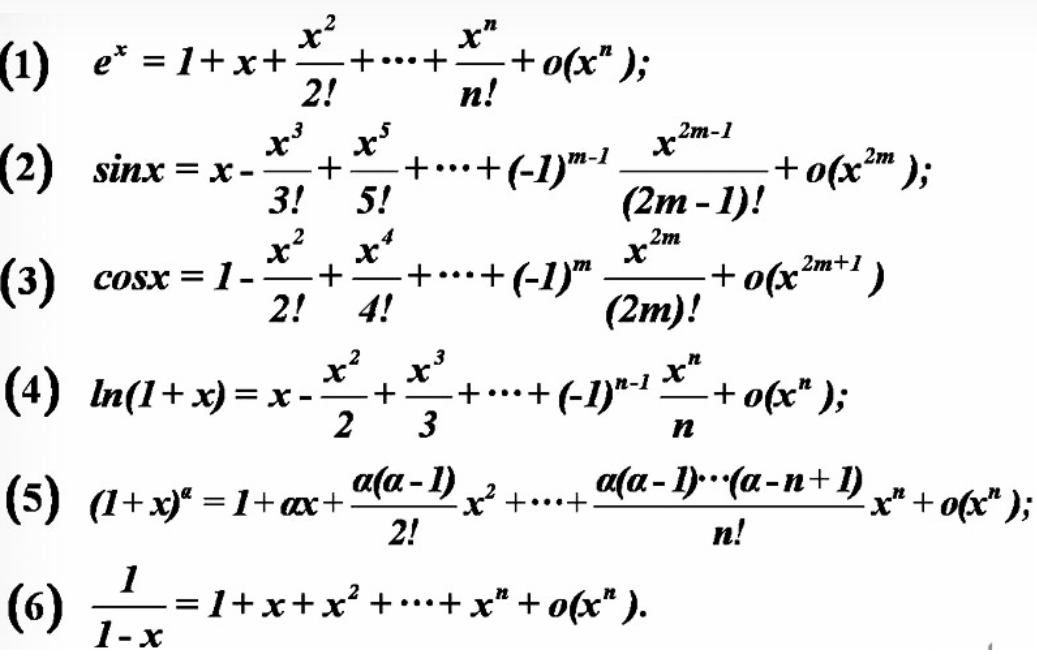 (1) e^x = 1 + x + x^2/2! + ⋯ + x^n/n! + o(x^n);
(2) sinx = x - x^3/3! + x^5/5! + ⋯ + (-1)^{m-1} x^{2m-1}/(2m-1)! + o(x^{2m});
(3) cosx = 1 - x^2/2! + x^4/4! + ⋯ + (-1)^m x^{2m}/(2m)! + o(x^{2m+1})
(4) ln(1+x) = x - x^2/2 + x^3/3 + ⋯ + (-1)^{n-1} x^n/n + o(x^n);
(5) (1+x)^α = 1 + αx + α(α-1)/2! x^2 + ⋯ + α(α-1)⋯(α-n+1)/n! x^n + o(x^n);
(6) 1/(1-x) = 1 + x + x^2 + ⋯ + x^n + o(x^n).